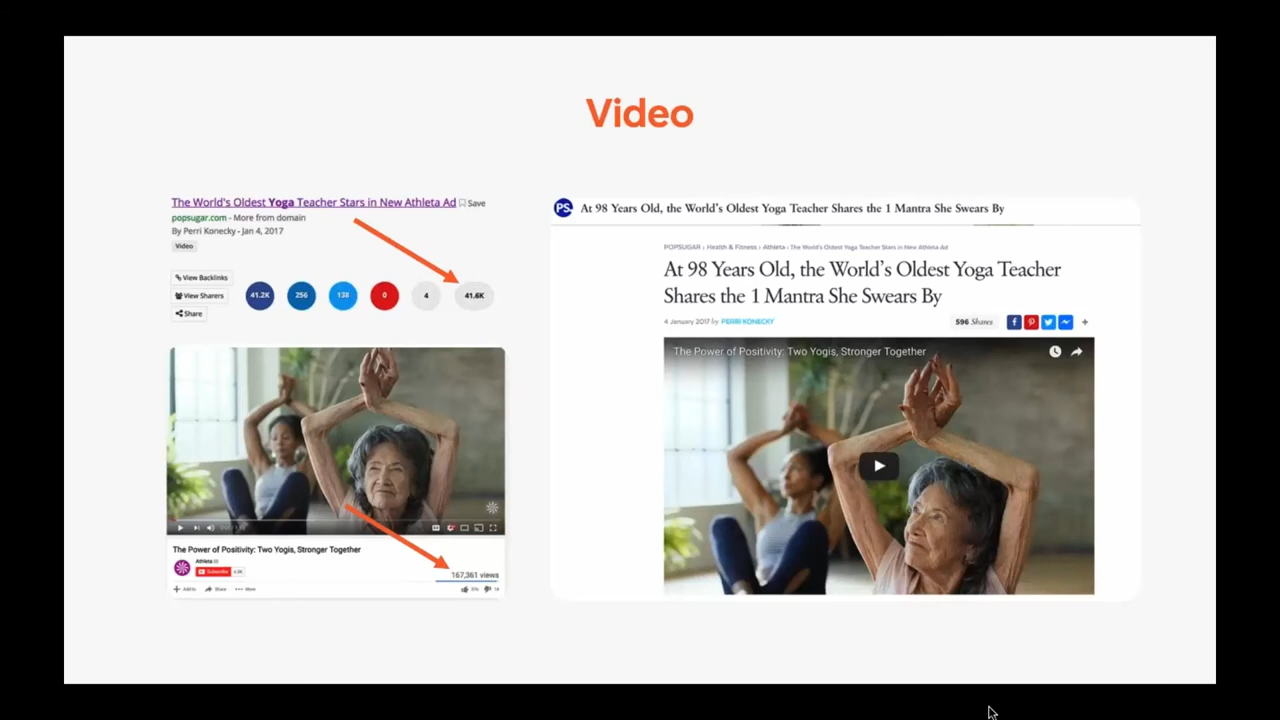 Video
The World's Oldest Yoga Teacher Stars in New Athleta Ad Save
popsugar.com - More from domain
By Perri Konecky - Jan 4, 2017
Video
View Backlinks
View Sharers
Share
41.2K 256 138 0 4 41.6K
The Power of Positivity: Two Yogis, Stronger Together
Athleta
Subscribe
167,361 views
Add to Share More
PS. At 98 Years Old, the World's Oldest Yoga Teacher Shares the 1 Mantra She Swears By
POPSUGAR › Health & Fitness › Athleta › The World's Oldest Yoga Teacher Stars in New Athleta Ad
At 98 Years Old, the World's Oldest Yoga Teacher
Shares the 1 Mantra She Swears By
4 January 2017 by PERRI KONECKY
596 Shares
The Power of Positivity: Two Yogis, Stronger Together